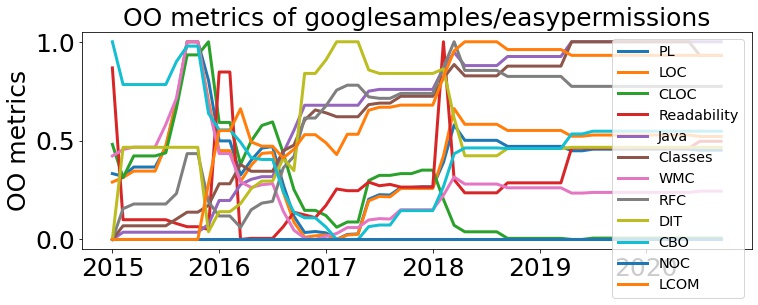 OO metrics of googlesamples/easypermissions
OO metrics
1.0
0.5
0.0
2015 2016 2017 2018 2019 2020
PL
LOC
CLOC
Readability
Java
Classes
WMC
RFC
DIT
CBO
NOC
LCOM